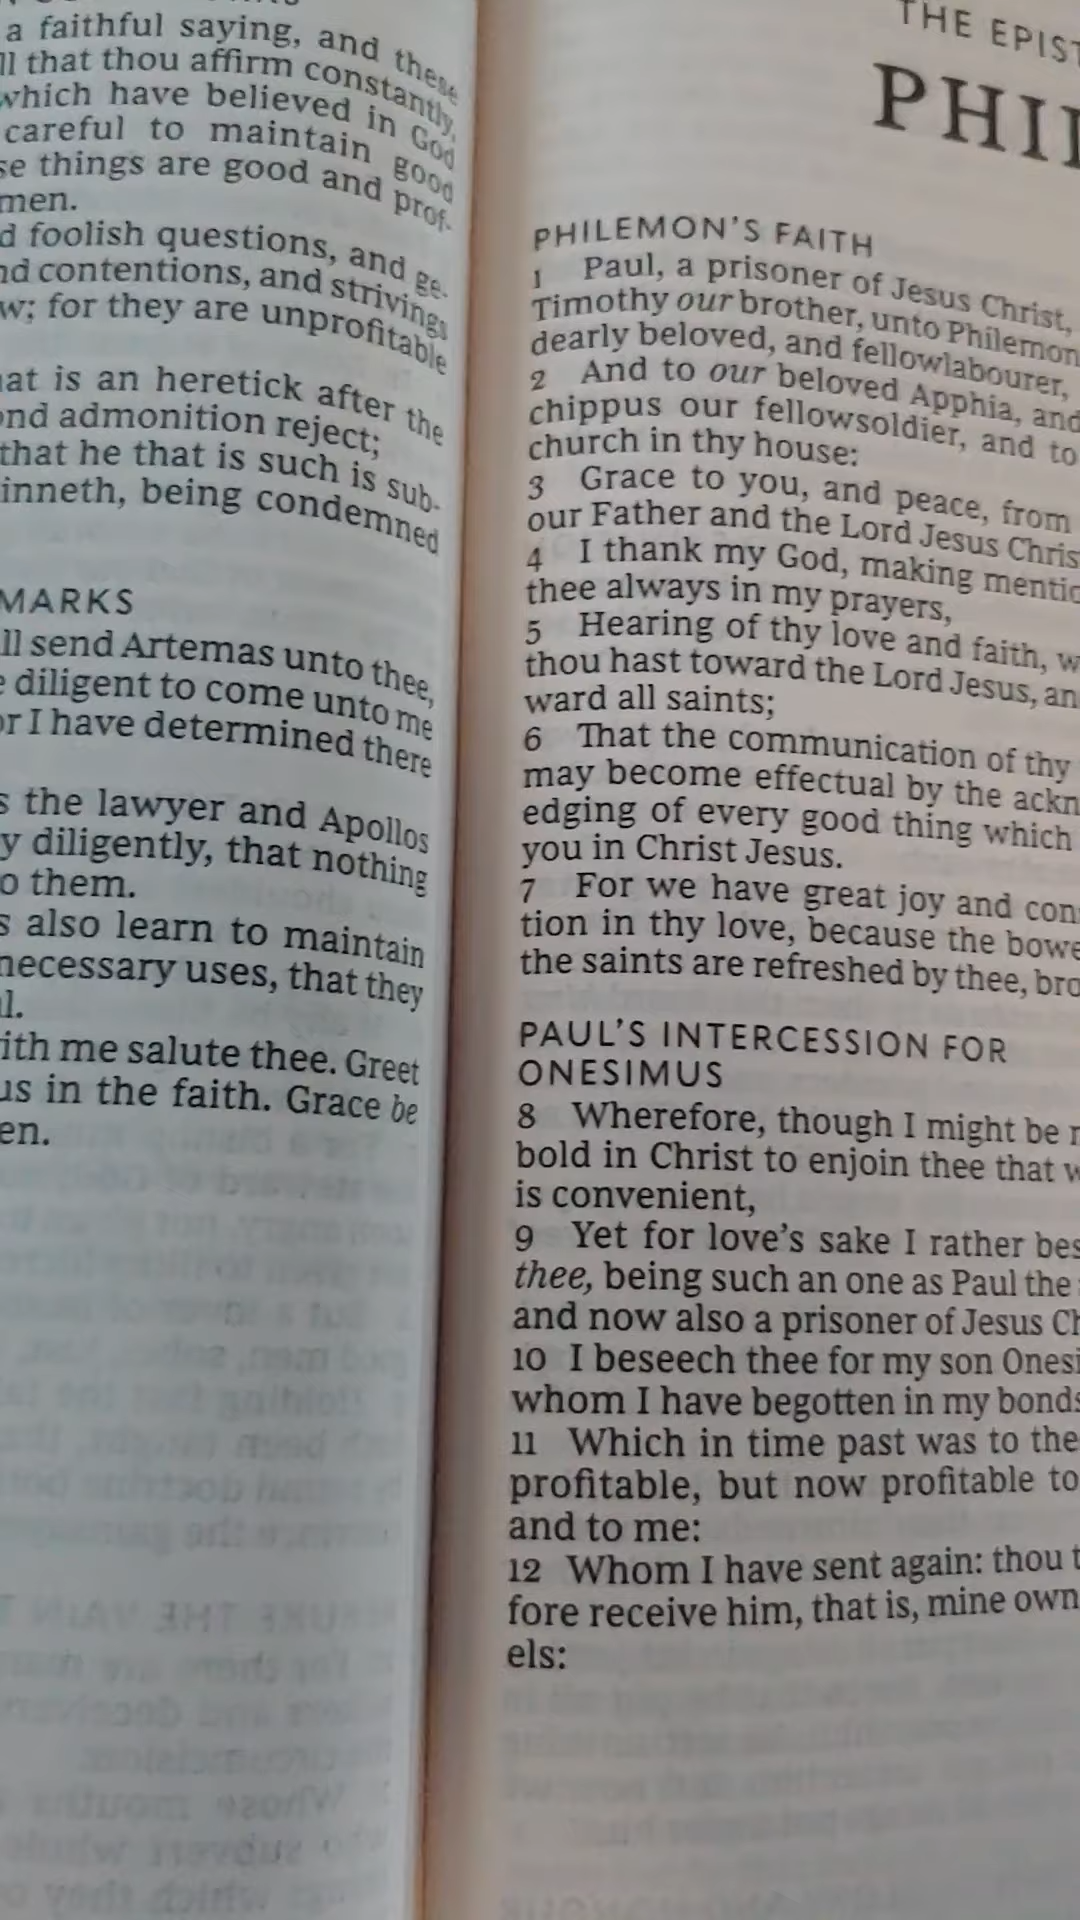 a faithful saying, and these
ll that thou affirm constantly,
which have believed in God
careful to maintain good
se things are good and prof-
men.
d foolish questions, and ge-
nd contentions, and strivings
w; for they are unprofitable
hat is an heretick after the
ond admonition reject;
that he that is such is sub-
inneth, being condemned
MARKS
ll send Artemas unto thee,
e diligent to come unto me
or I have determined there
s the lawyer and Apollos
y diligently, that nothing
o them.
s also learn to maintain
necessary uses, that they
l.
ith me salute thee. Greet
us in the faith. Grace be
en.
THE EPIST
PHIL
PHILEMON'S FAITH
1 Paul, a prisoner of Jesus Christ,
Timothy our brother, unto Philemon
dearly beloved, and fellowlabourer,
2 And to our beloved Apphia, and
chippus our fellowsoldier, and to
church in thy house:
3 Grace to you, and peace, from
our Father and the Lord Jesus Chris
4 I thank my God, making mentio
thee always in my prayers,
5 Hearing of thy love and faith, w
thou hast toward the Lord Jesus, an
ward all saints;
6 That the communication of thy
may become effectual by the ackn
edging of every good thing which
you in Christ Jesus.
7 For we have great joy and con
tion in thy love, because the bowe
the saints are refreshed by thee, bro
PAUL'S INTERCESSION FOR
ONESIMUS
8 Wherefore, though I might be m
bold in Christ to enjoin thee that w
is convenient,
9 Yet for love's sake I rather bes
thee, being such an one as Paul the
and now also a prisoner of Jesus Ch
10 I beseech thee for my son Onesi
whom I have begotten in my bonds
11 Which in time past was to the
profitable, but now profitable to
and to me:
12 Whom I have sent again: thou t
fore receive him, that is, mine own
els: